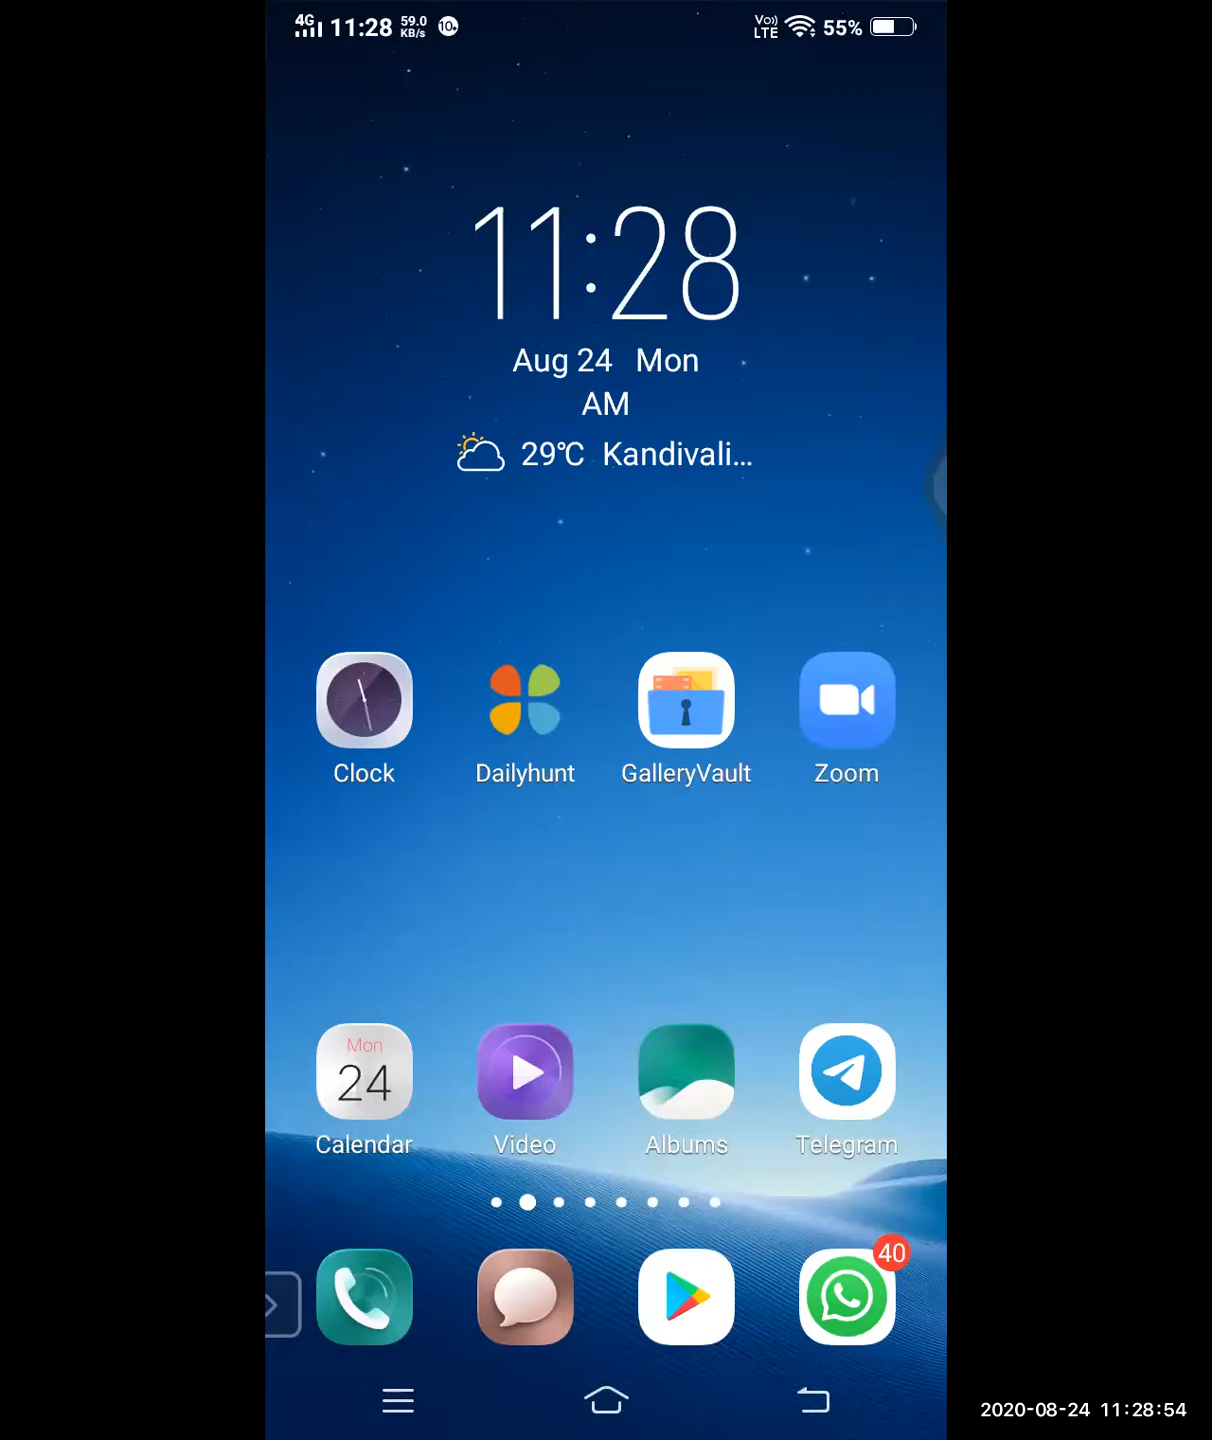 4G 11:28 59.0 KB/s 10+ Vo)) LTE 55%
11:28
Aug 24 Mon
AM
29℃ Kandivali...
Clock Dailyhunt GalleryVault Zoom
Mon
24
Calendar Video Albums Telegram
40
2020-08-24 11:28:54